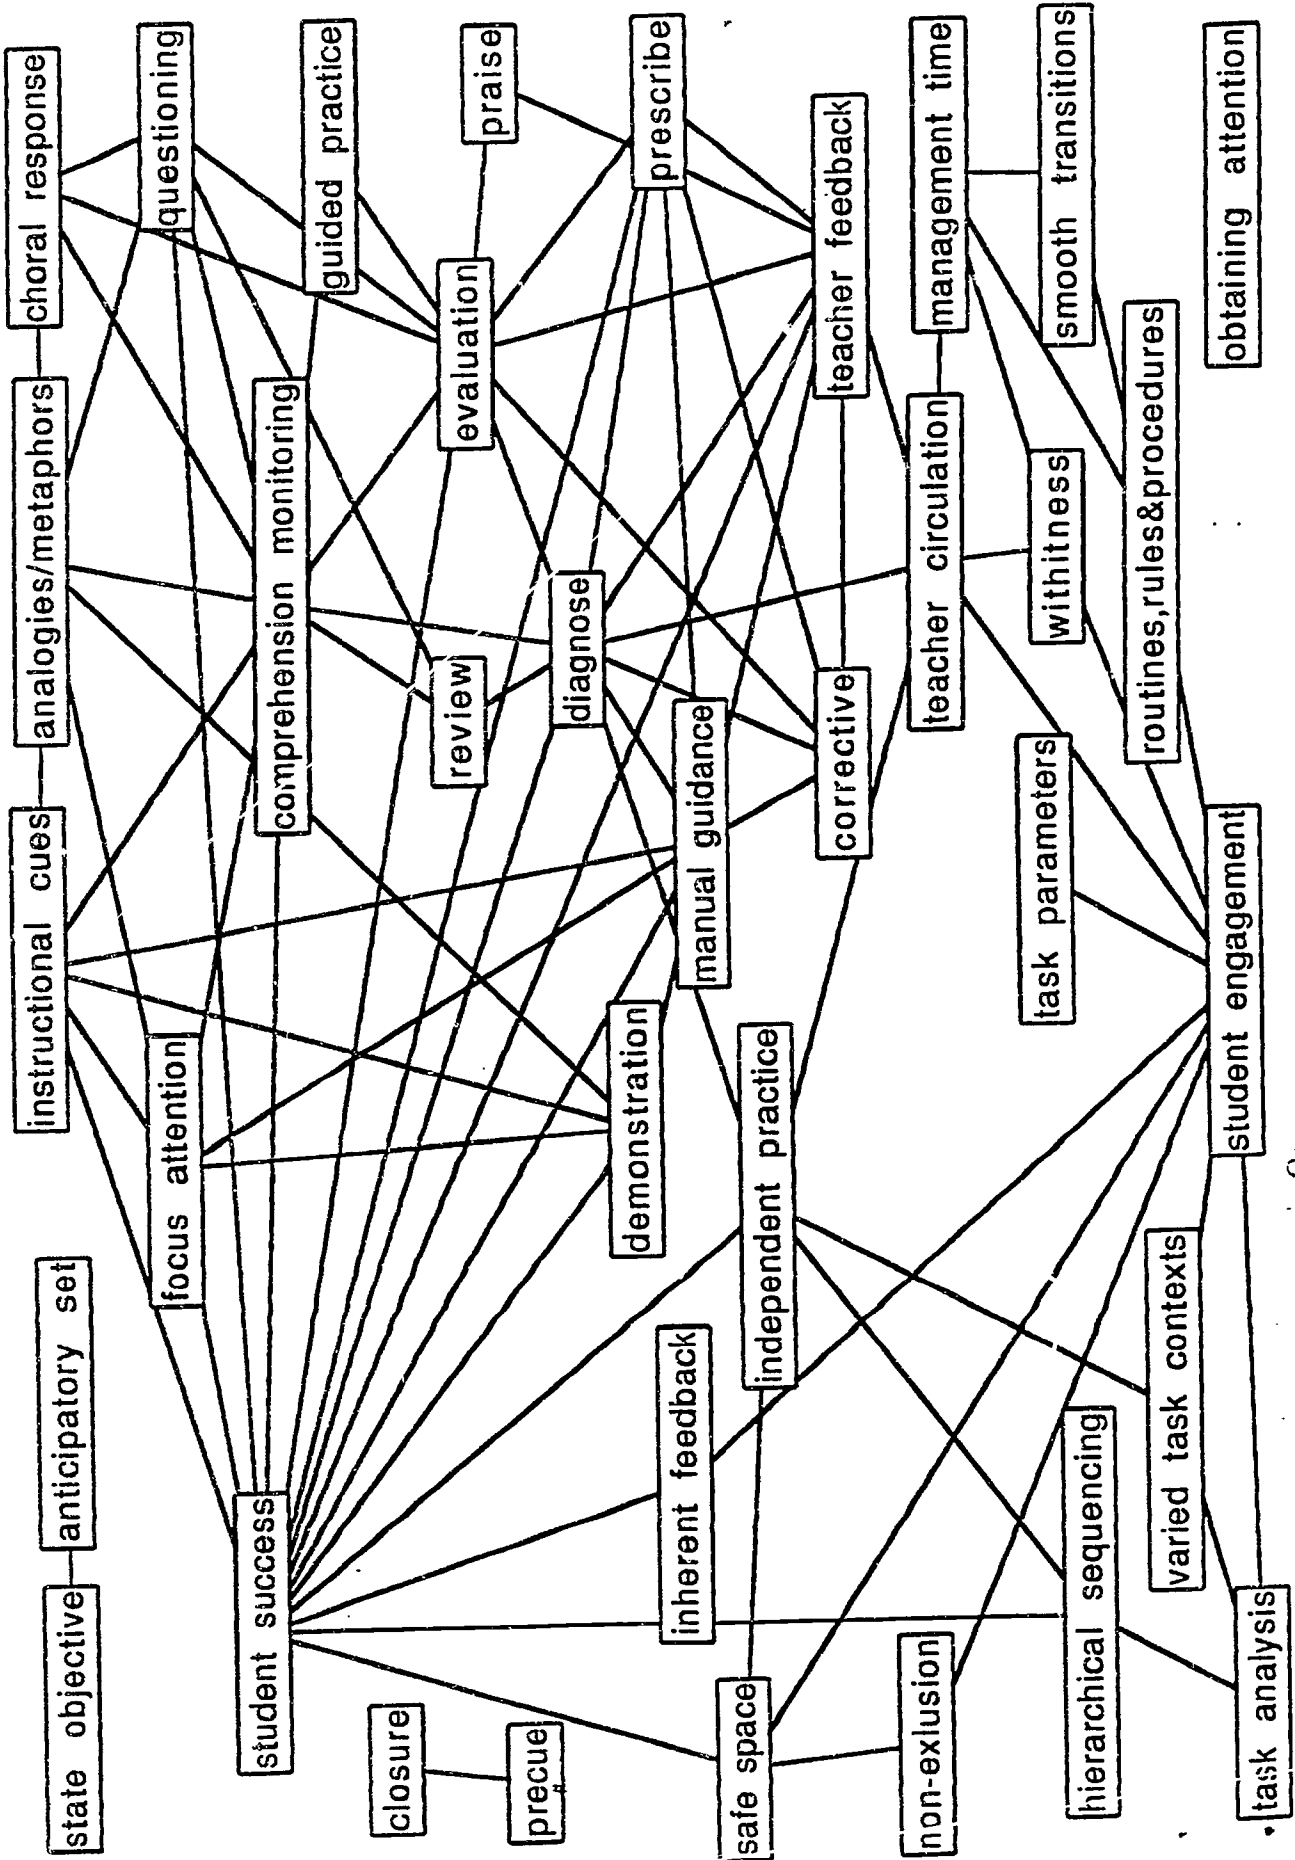 state objective
anticipatory set
instructional cues
analogies/metaphors
choral response
focus attention
questioning
student success
comprehension monitoring
guided practice
closure
review
evaluation
praise
precue
diagnose
demonstration
inherent feedback
manual guidance
prescribe
safe space
independent practice
corrective
teacher feedback
non-exlusion
teacher circulation
management time
task parameters
withitness
smooth transitions
hierarchical sequencing
varied task contexts
routines,rules&procedures
task analysis
student engagement
obtaining attention